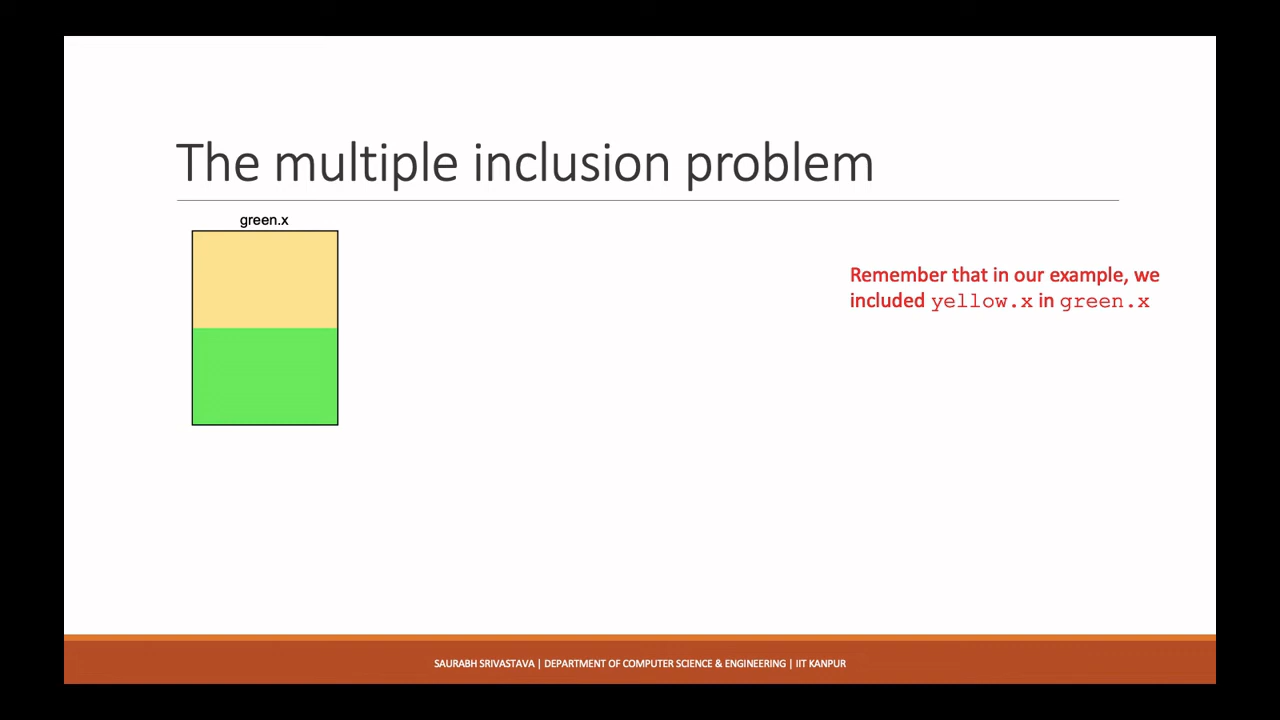 The multiple inclusion problem
green.x
Remember that in our example, we
included yellow.x in green.x
SAURABH SRIVASTAVA | DEPARTMENT OF COMPUTER SCIENCE & ENGINEERING | IIT KANPUR